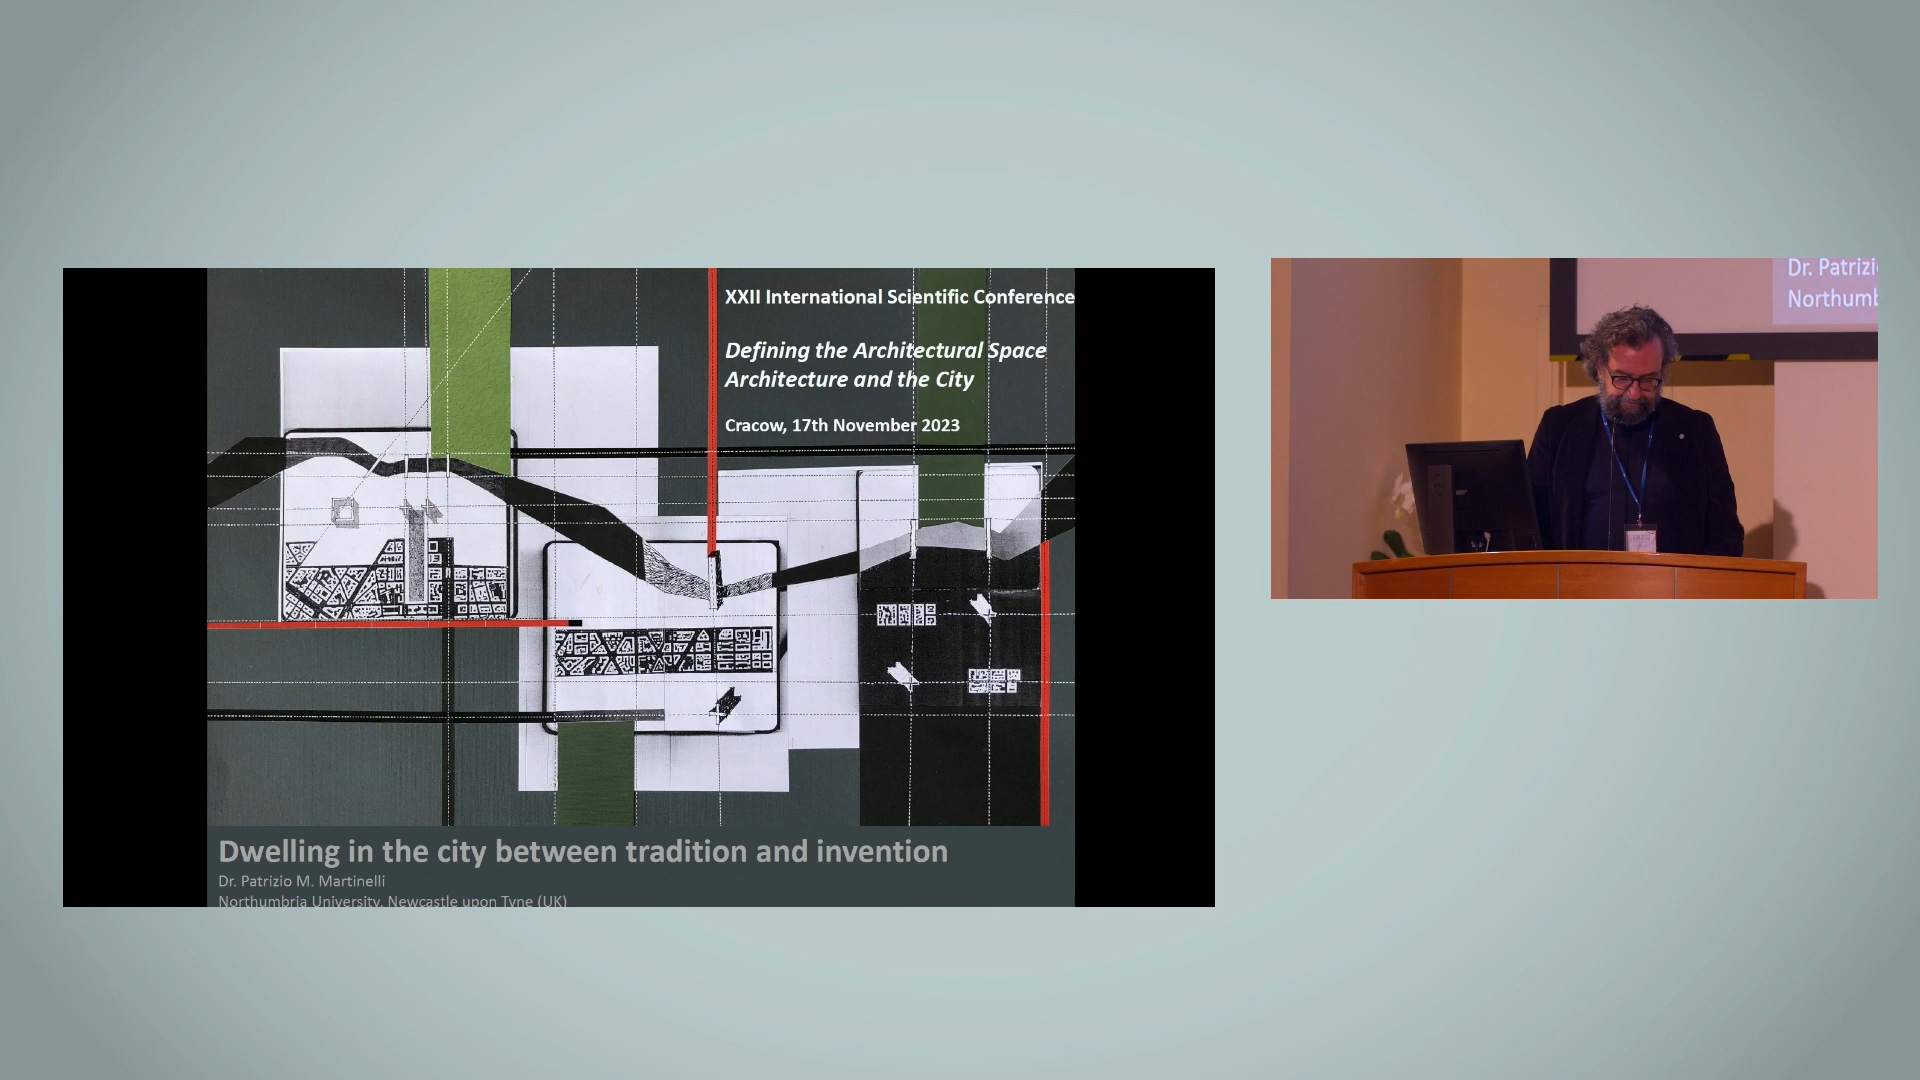 XXII International Scientific Conference
Defining the Architectural Space
Architecture and the City
Cracow, 17th November 2023
Dwelling in the city between tradition and invention
Dr. Patrizio M. Martinelli
Northumbria University, Newcastle upon Tyne (UK)
Dr. Patrizi
Northumb